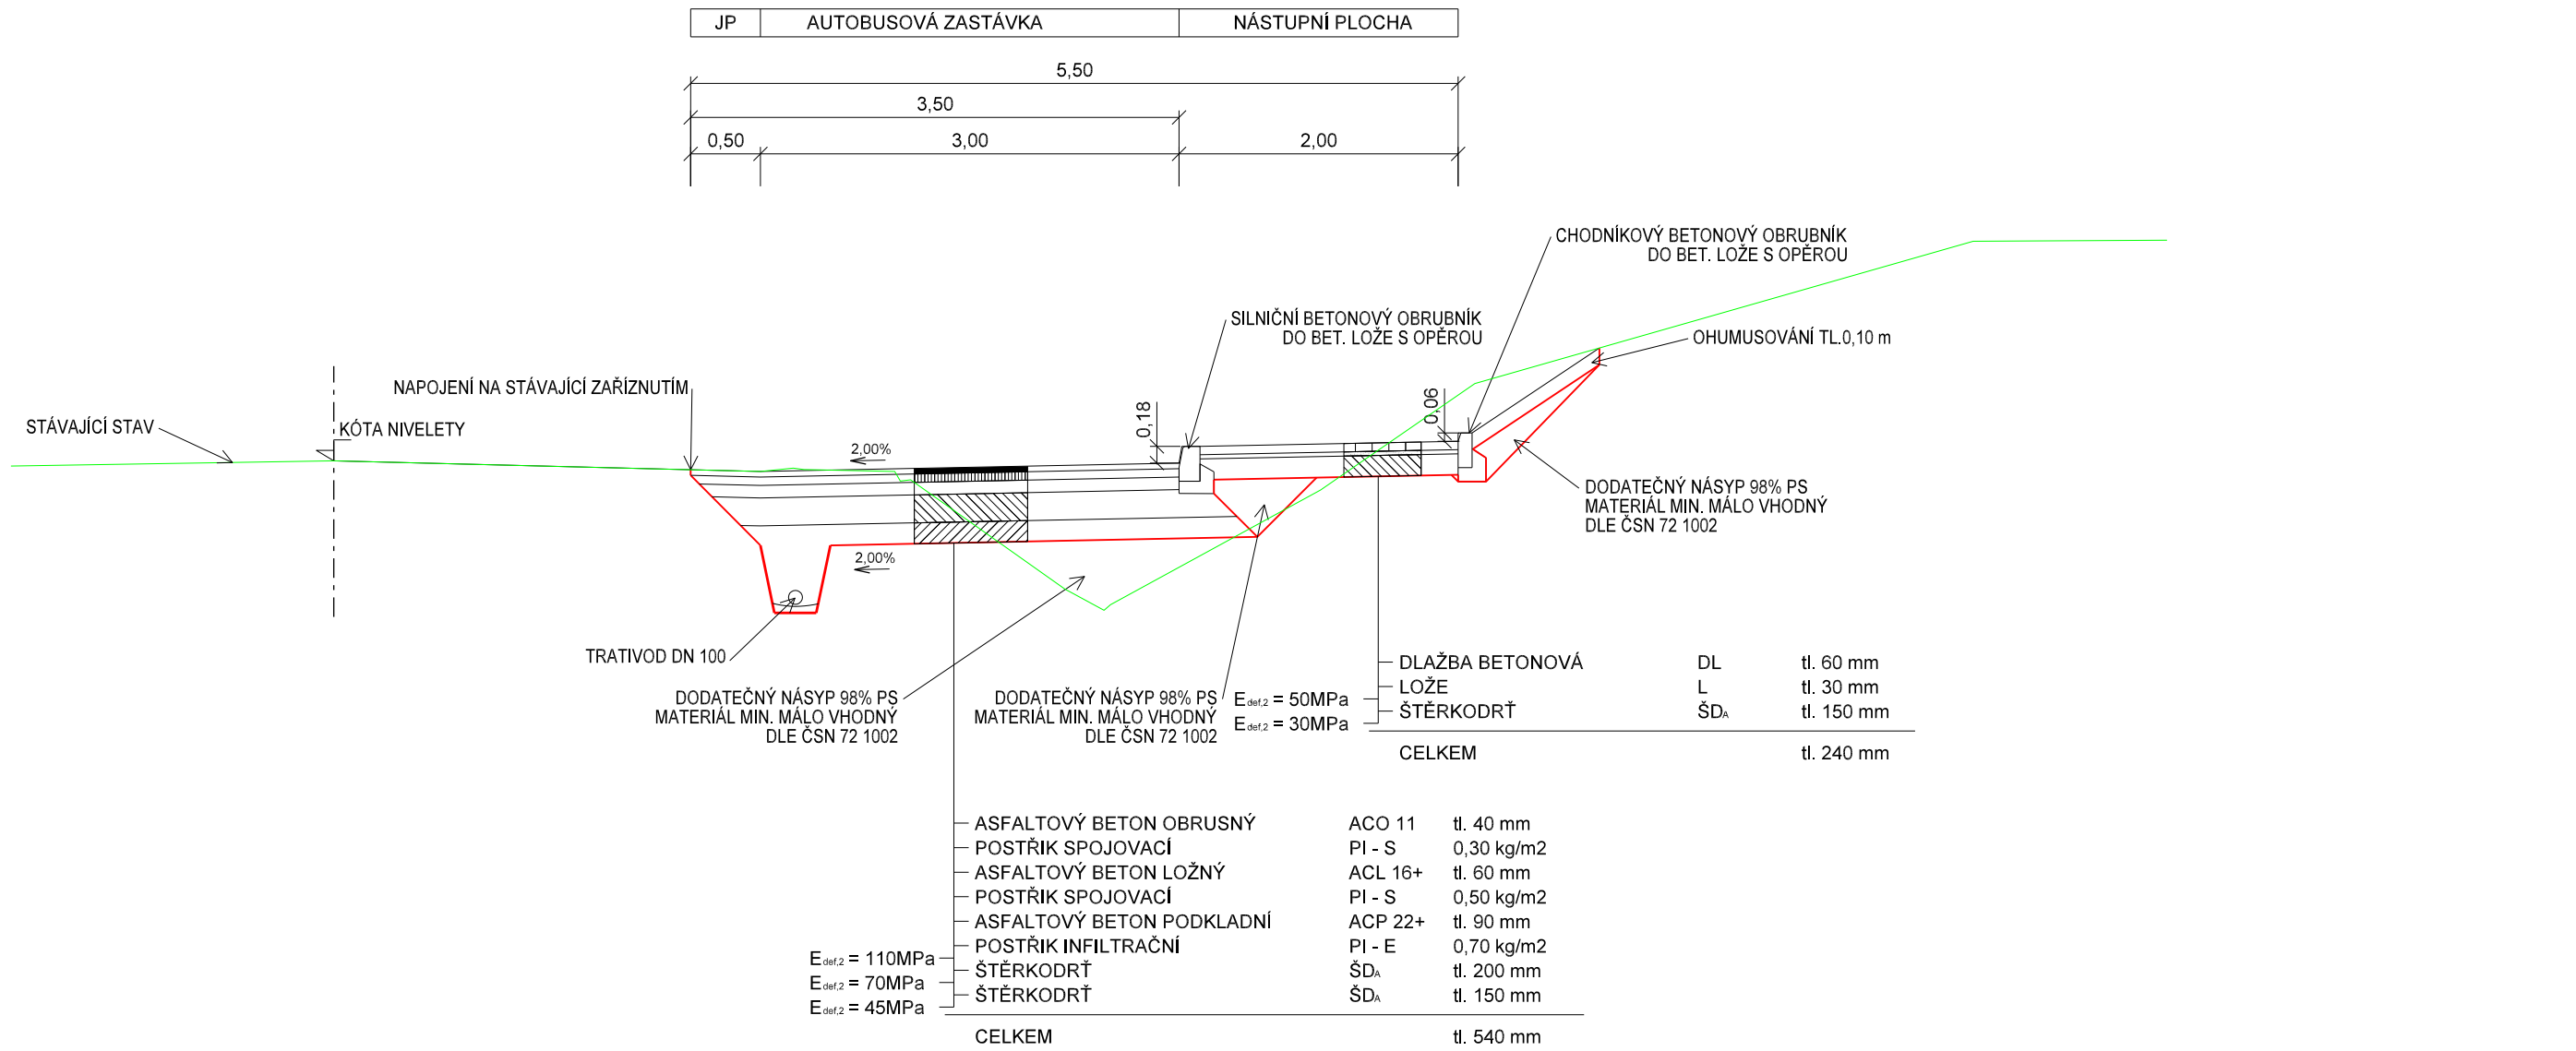 JP AUTOBUSOVÁ ZASTÁVKA NÁSTUPNÍ PLOCHA
5,50
3,50
0,50 3,00 2,00
CHODNÍKOVÝ BETONOVÝ OBRUBNÍK
DO BET. LOŽE S OPĚROU
SILNIČNÍ BETONOVÝ OBRUBNÍK
DO BET. LOŽE S OPĚROU
OHUMUSOVÁNÍ TL.0,10 m
NAPOJENÍ NA STÁVAJÍCÍ ZAŘÍZNUTÍM
STÁVAJÍCÍ STAV
KÓTA NIVELETY
0,18
0,06
2,00%
2,00%
DODATEČNÝ NÁSYP 98% PS
MATERIÁL MIN. MÁLO VHODNÝ
DLE ČSN 72 1002
TRATIVOD DN 100
DODATEČNÝ NÁSYP 98% PS
MATERIÁL MIN. MÁLO VHODNÝ
DLE ČSN 72 1002
DODATEČNÝ NÁSYP 98% PS
MATERIÁL MIN. MÁLO VHODNÝ
DLE ČSN 72 1002
Edef,2 = 50MPa
Edef,2 = 30MPa
DLAŽBA BETONOVÁ DL tl. 60 mm
LOŽE L tl. 30 mm
ŠTĚRKODRŤ ŠDA tl. 150 mm
CELKEM tl. 240 mm
ASFALTOVÝ BETON OBRUSNÝ ACO 11 tl. 40 mm
POSTŘIK SPOJOVACÍ PI - S 0,30 kg/m2
ASFALTOVÝ BETON LOŽNÝ ACL 16+ tl. 60 mm
POSTŘIK SPOJOVACÍ PI - S 0,50 kg/m2
ASFALTOVÝ BETON PODKLADNÍ ACP 22+ tl. 90 mm
POSTŘIK INFILTRAČNÍ PI - E 0,70 kg/m2
Edef,2 = 110MPa
ŠTĚRKODRŤ ŠDA tl. 200 mm
Edef,2 = 70MPa
ŠTĚRKODRŤ ŠDA tl. 150 mm
Edef,2 = 45MPa
CELKEM tl. 540 mm